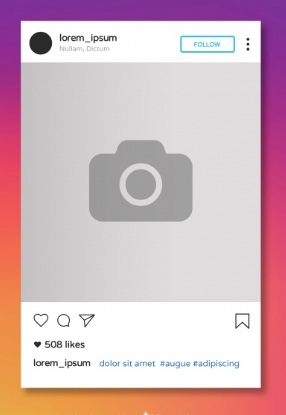 lorem_ipsum
Nullam, Dictum
FOLLOW
508 likes
lorem_ipsum dolor sit amet #augue #adipiscing